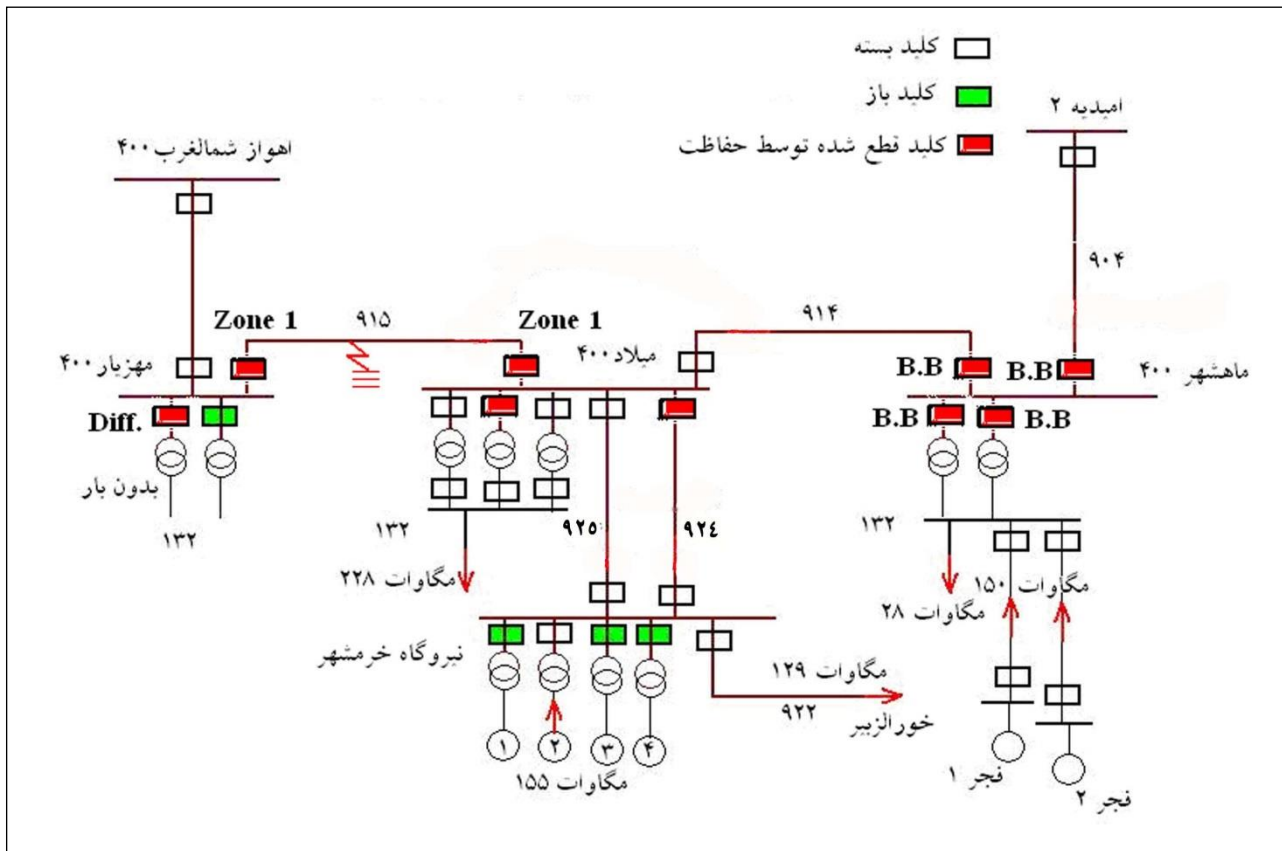 کلید بسته
کلید باز
کلید قطع شده توسط حفاظت
امیدیه ۲
اهواز شمالغرب ۴۰۰
۹۰۴
Zone 1
۹۱۵
Zone 1
۹۱۴
مهزیار ۴۰۰
میلاد ۴۰۰
B.B
B.B
ماهشهر ۴۰۰
Diff.
B.B
B.B
بدون بار
۱۳۲
۱۳۲
۹۲۵
۹۲٤
۱۳۲
۲۲۸ مگاوات
۱۵۰ مگاوات
۲۸ مگاوات
نیروگاه خرمشهر
۱۲۹ مگاوات
۹۲۲
خورالزبیر
۱
۲
۳
۴
۱۵۵ مگاوات
فجر ۱
فجر ۲